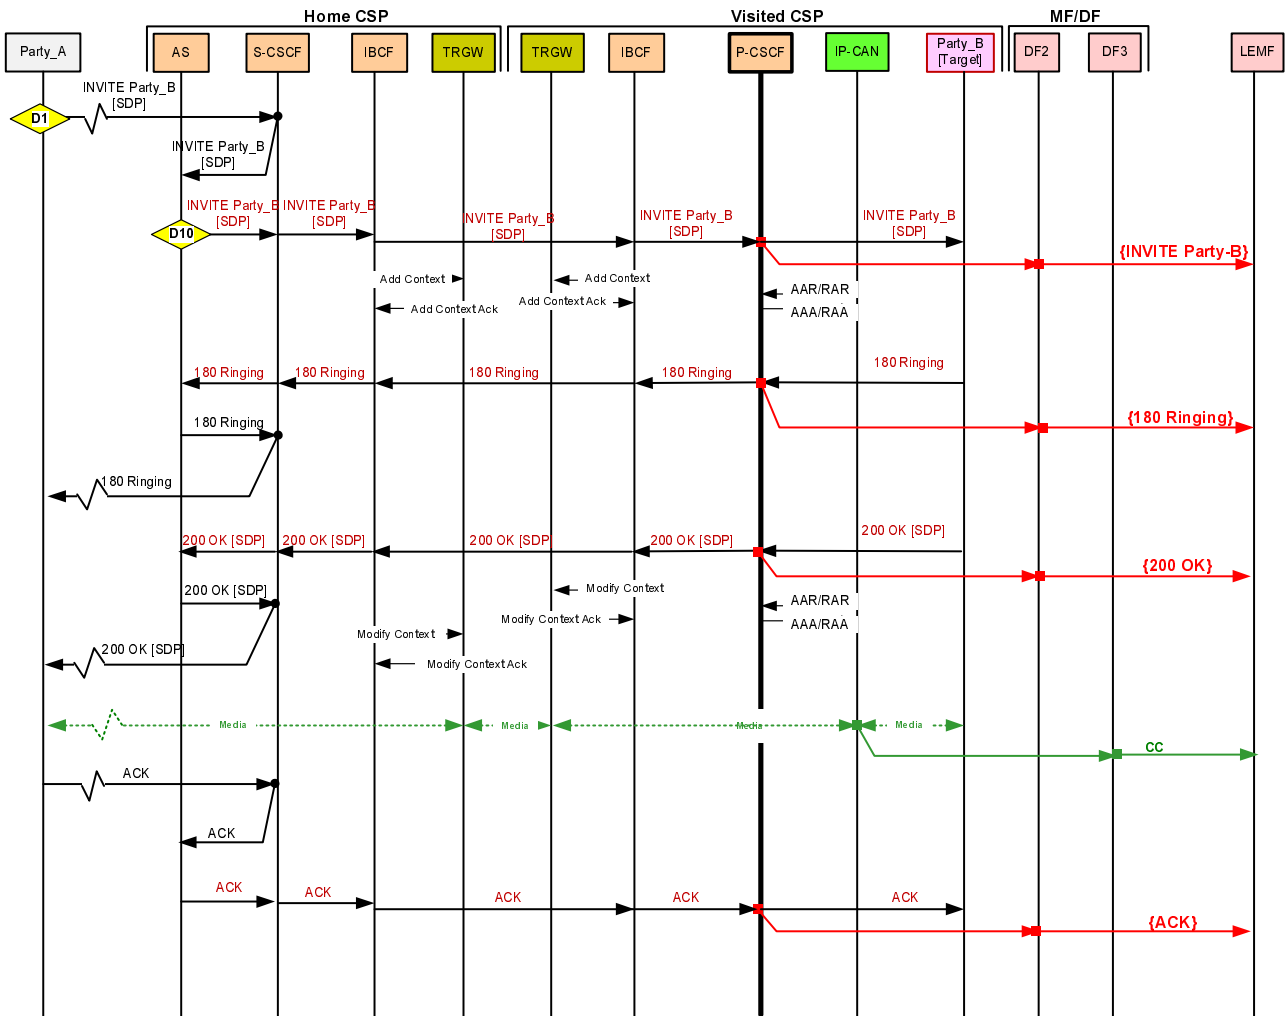 Home CSP
Visited CSP
MF/DF
Party_A
AS
S-CSCF
IBCF
TRGW
TRGW
IBCF
P-CSCF
IP-CAN
Party_B
[Target]
DF2
DF3
LEMF
INVITE Party_B
[SDP]
D1
INVITE Party_B
[SDP]
INVITE Party_B
[SDP]
INVITE Party_B
[SDP]
INVITE Party_B
[SDP]
INVITE Party_B
[SDP]
INVITE Party_B
[SDP]
D10
{INVITE Party-B}
Add Context
Add Context
AAR/RAR
Add Context Ack
Add Context Ack
AAA/RAA
180 Ringing
180 Ringing
180 Ringing
180 Ringing
180 Ringing
180 Ringing
{180 Ringing}
180 Ringing
200 OK [SDP]
200 OK [SDP]
200 OK [SDP]
200 OK [SDP]
200 OK [SDP]
{200 OK}
200 OK [SDP]
Modify Context
AAR/RAR
Modify Context Ack
AAA/RAA
Modify Context
200 OK [SDP]
Modify Context Ack
Media
Media
Media
Media
CC
ACK
ACK
ACK
ACK
ACK
ACK
ACK
{ACK}